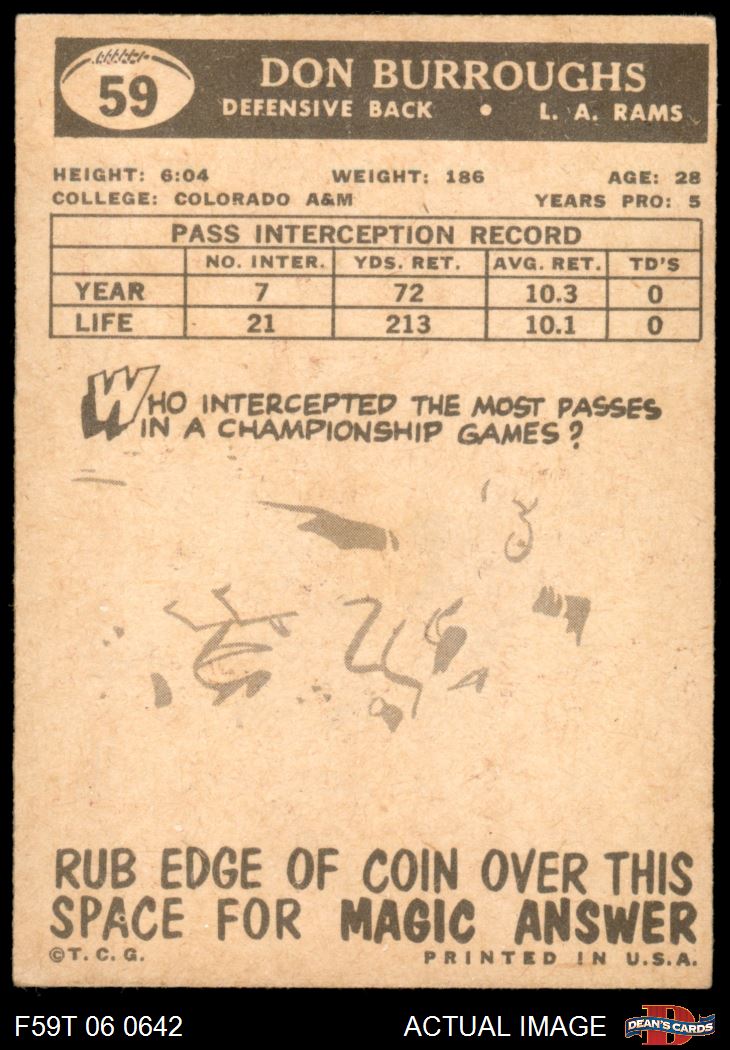 59
DON BURROUGHS
DEFENSIVE BACK • L. A. RAMS
HEIGHT: 6:04 WEIGHT: 186 AGE: 28
COLLEGE: COLORADO A&M YEARS PRO: 5
PASS INTERCEPTION RECORD
NO. INTER. YDS. RET. AVG. RET. TD'S
YEAR 7 72 10.3 0
LIFE 21 213 10.1 0
WHO INTERCEPTED THE MOST PASSES
IN A CHAMPIONSHIP GAMES?
RUB EDGE OF COIN OVER THIS
SPACE FOR MAGIC ANSWER
©T. C. G. PRINTED IN U.S.A.
F59T 06 0642 ACTUAL IMAGE
D
DEAN'S CARDS